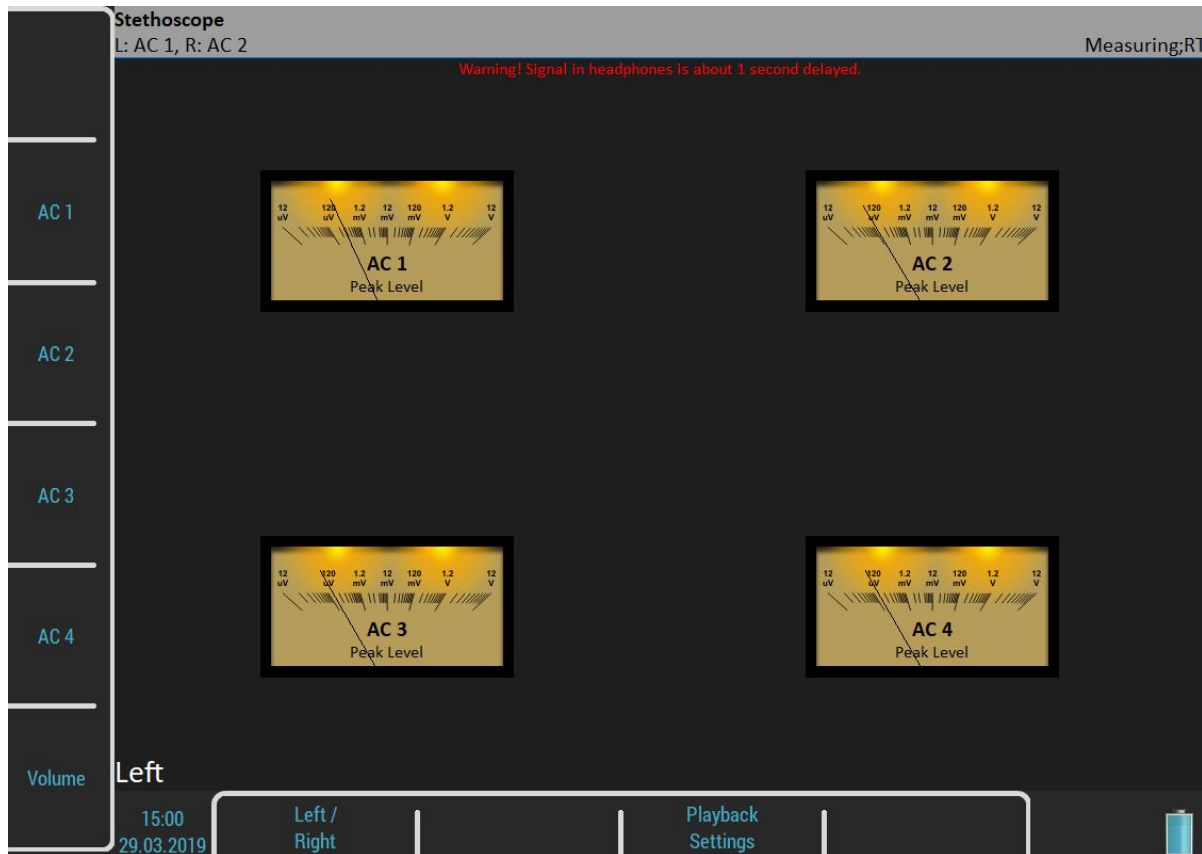 Stethoscope
L: AC 1, R: AC 2
Measuring;RT
Warning! Signal in headphones is about 1 second delayed.
AC 1
AC 2
AC 3
AC 4
Volume
12 120 1.2 12 120 1.2 12
uV uV mV mV mV V V
AC 1
Peak Level
12 120 1.2 12 120 1.2 12
uV uV mV mV mV V V
AC 2
Peak Level
12 120 1.2 12 120 1.2 12
uV uV mV mV mV V V
AC 3
Peak Level
12 120 1.2 12 120 1.2 12
uV uV mV mV mV V V
AC 4
Peak Level
Left
15:00
29.03.2019
Left /
Right
Playback
Settings